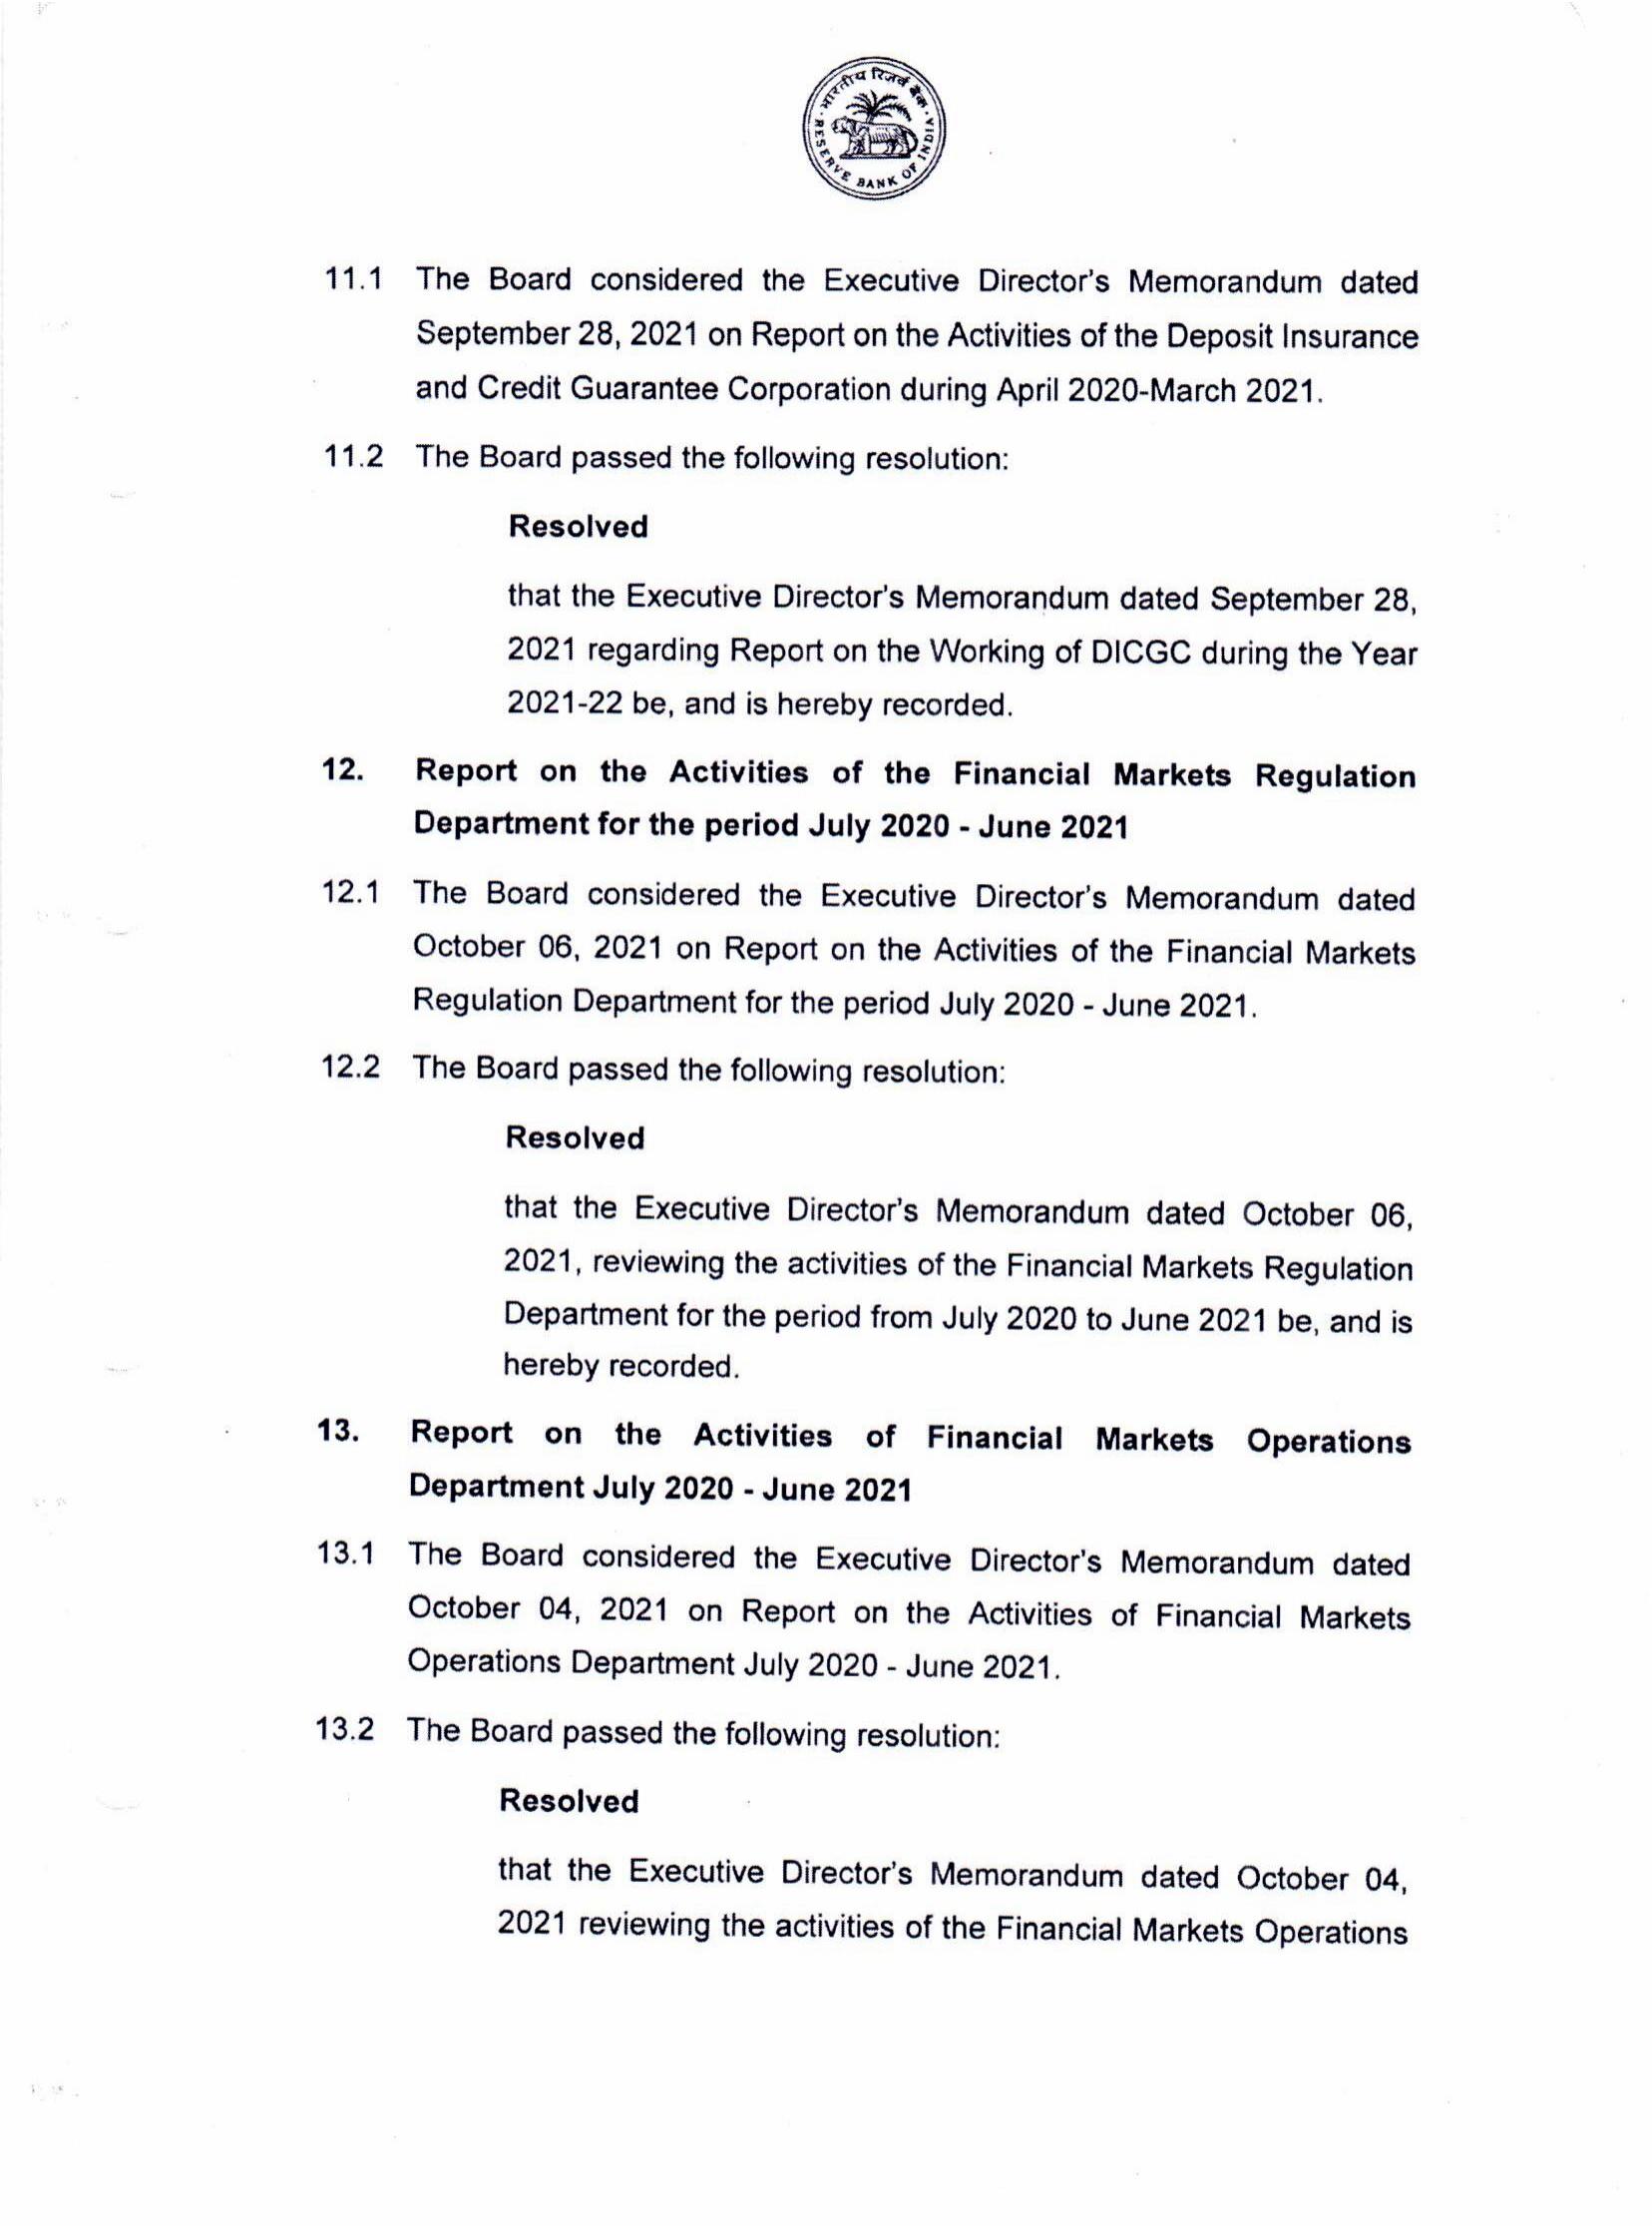 भारतीय रिज़र्व बैंक
RESERVE BANK OF INDIA
11.1 The Board considered the Executive Director's Memorandum dated
September 28, 2021 on Report on the Activities of the Deposit Insurance
and Credit Guarantee Corporation during April 2020-March 2021.
11.2 The Board passed the following resolution:
Resolved
that the Executive Director's Memorandum dated September 28,
2021 regarding Report on the Working of DICGC during the Year
2021-22 be, and is hereby recorded.
12. Report on the Activities of the Financial Markets Regulation
Department for the period July 2020 - June 2021
12.1 The Board considered the Executive Director's Memorandum dated
October 06, 2021 on Report on the Activities of the Financial Markets
Regulation Department for the period July 2020 - June 2021.
12.2 The Board passed the following resolution:
Resolved
that the Executive Director's Memorandum dated October 06,
2021, reviewing the activities of the Financial Markets Regulation
Department for the period from July 2020 to June 2021 be, and is
hereby recorded.
13. Report on the Activities of Financial Markets Operations
Department July 2020 - June 2021
13.1 The Board considered the Executive Director's Memorandum dated
October 04, 2021 on Report on the Activities of Financial Markets
Operations Department July 2020 - June 2021.
13.2 The Board passed the following resolution:
Resolved
that the Executive Director's Memorandum dated October 04,
2021 reviewing the activities of the Financial Markets Operations